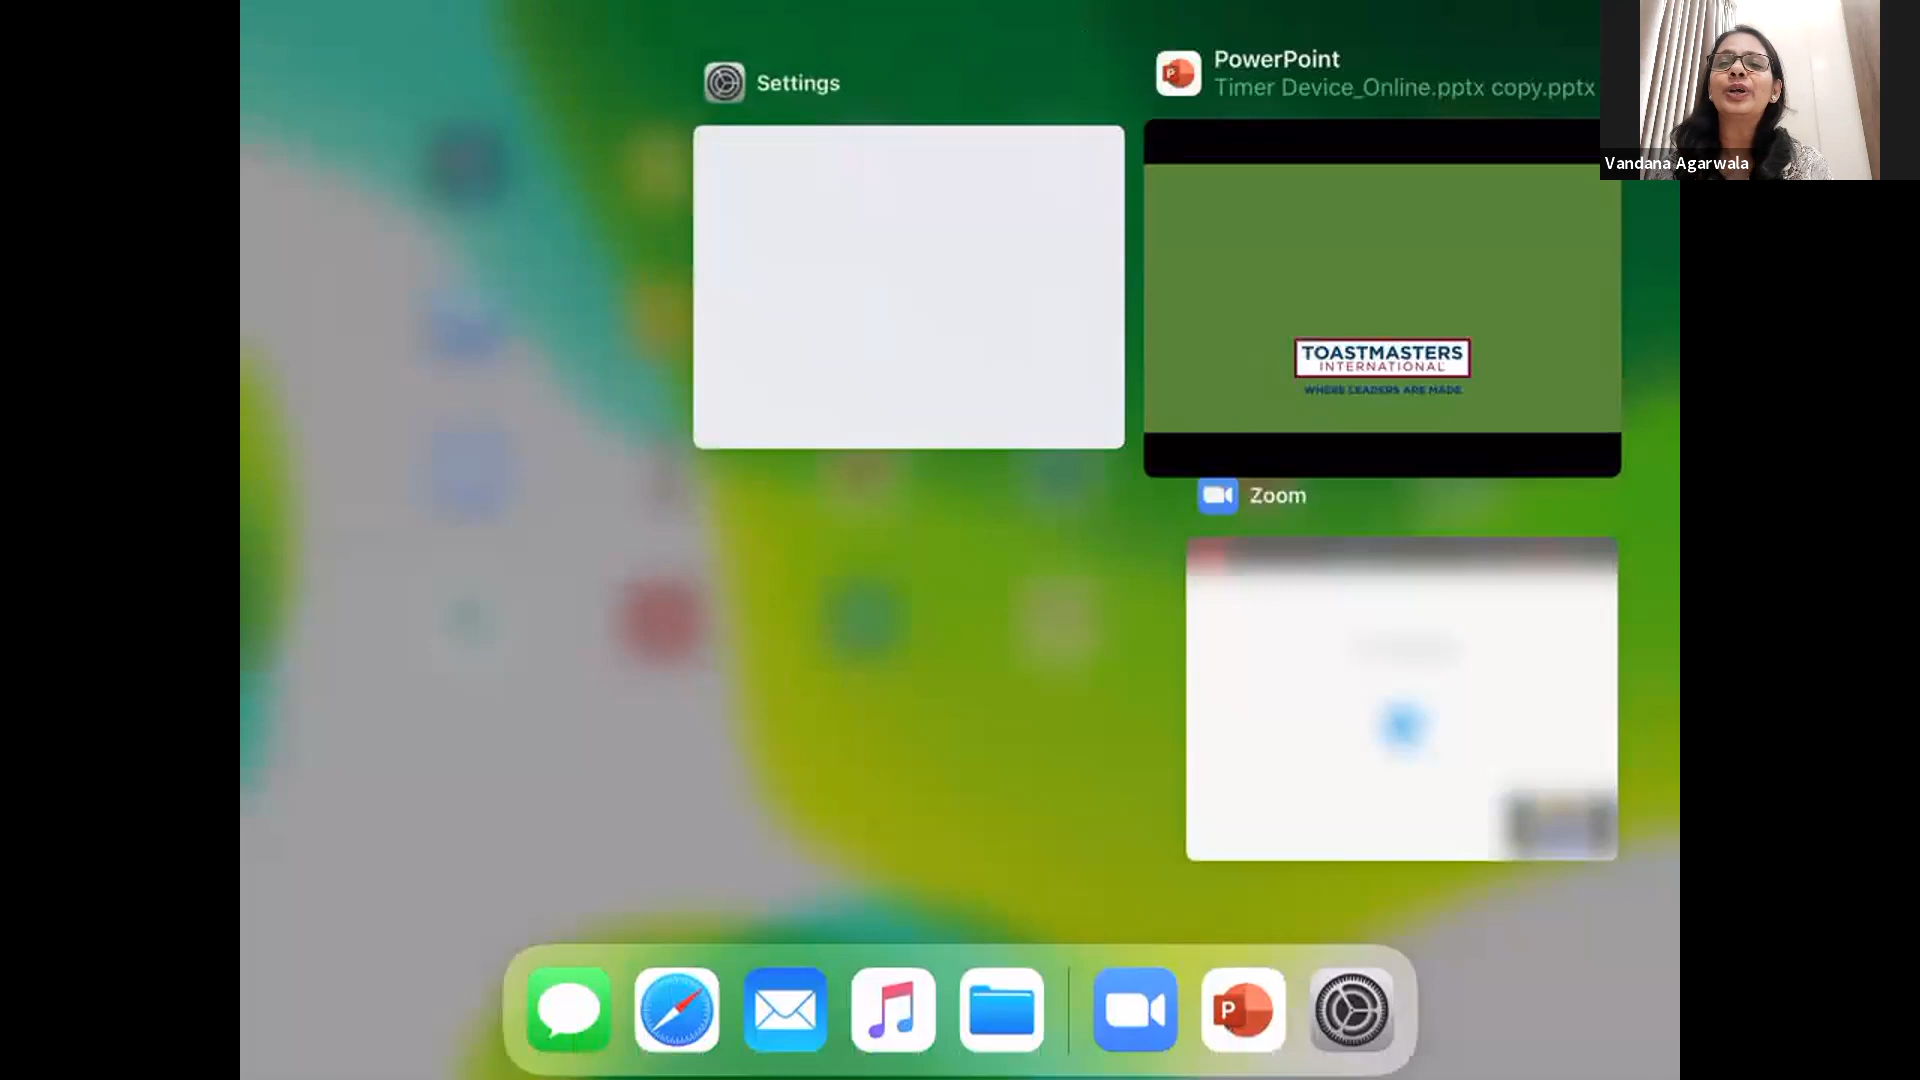 Settings
PowerPoint
Timer Device_Online.pptx copy.pptx
Vandana Agarwala
TOASTMASTERS
INTERNATIONAL
WHERE LEADERS ARE MADE
Zoom
P